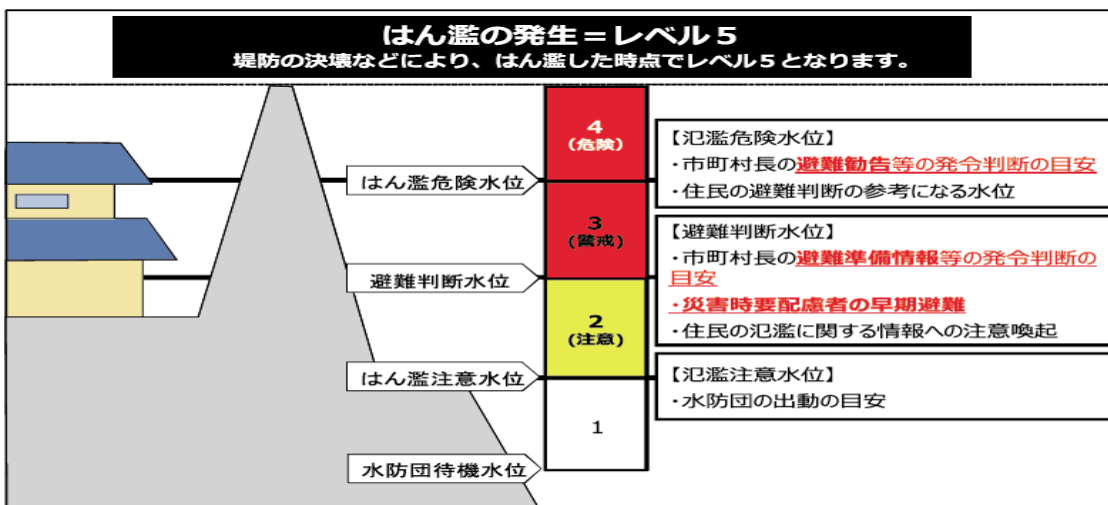 はん濫の発生＝レベル５
堤防の決壊などにより、はん濫した時点でレベル５となります。
4
(危険)
はん濫危険水位
【氾濫危険水位】
・市町村長の避難勧告等の発令判断の目安
・住民の避難判断の参考になる水位
3
(警戒)
避難判断水位
【避難判断水位】
・市町村長の避難準備情報等の発令判断の
目安
・災害時要配慮者の早期避難
・住民の氾濫に関する情報への注意喚起
2
(注意)
はん濫注意水位
【氾濫注意水位】
・水防団の出動の目安
1
水防団待機水位